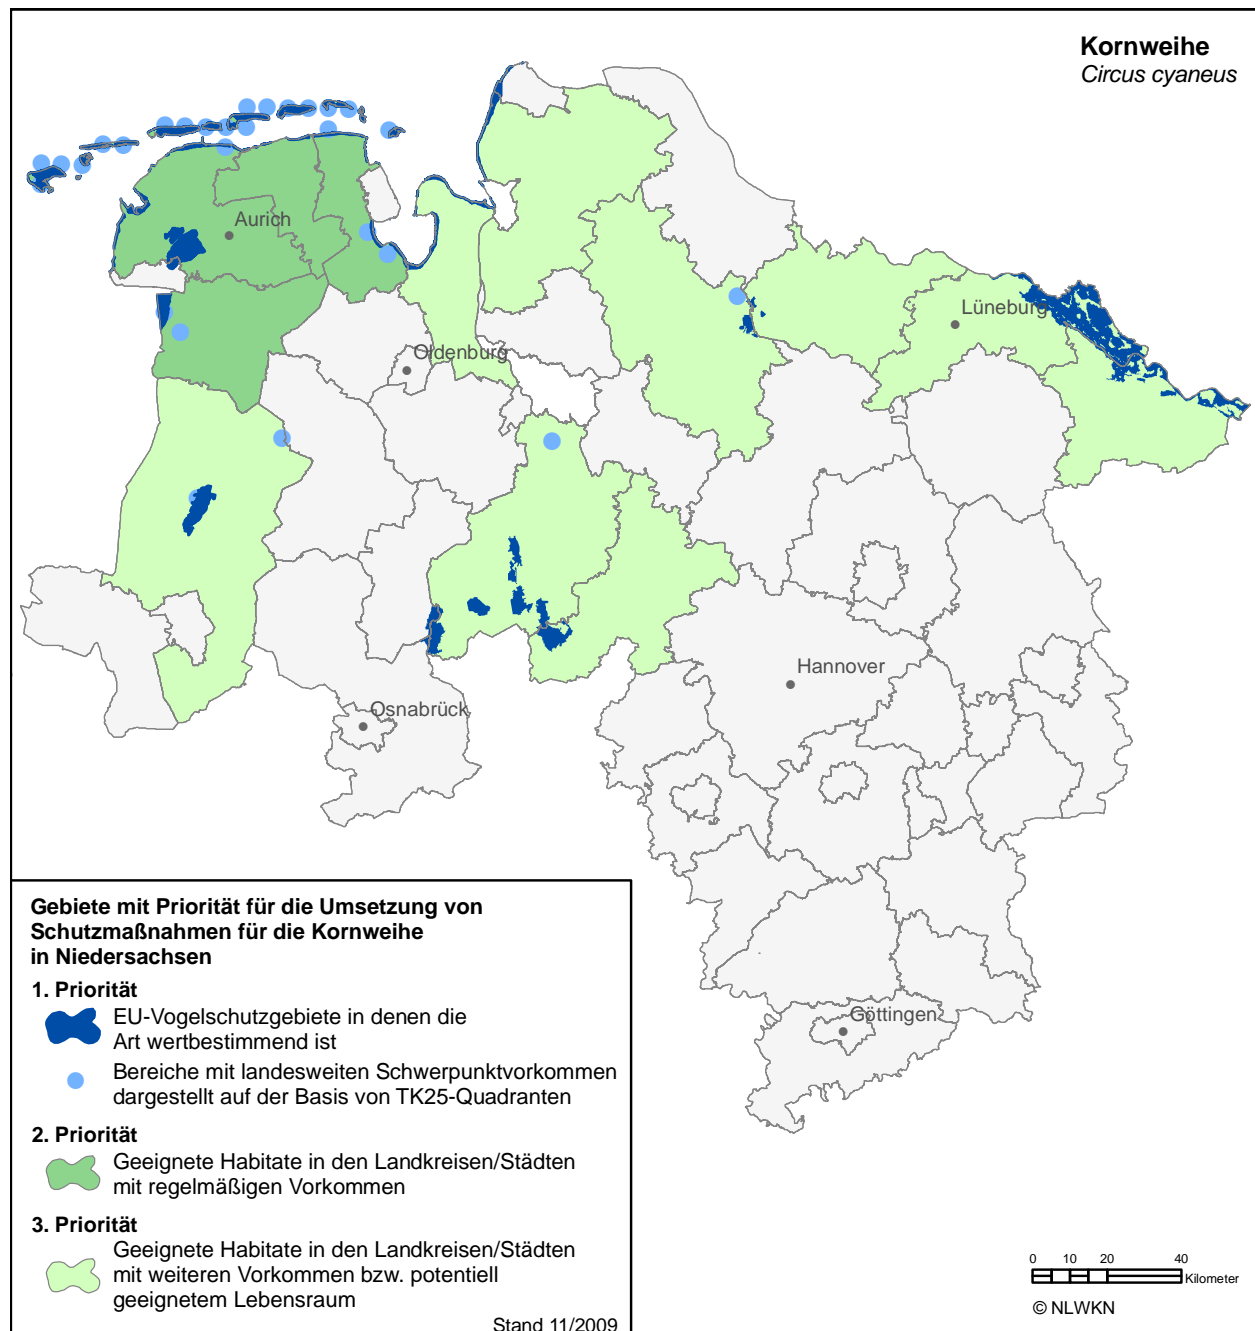 Kornweihe
Circus cyaneus
Aurich
Lüneburg
Oldenburg
Hannover
Osnabrück
Göttingen
Gebiete mit Priorität für die Umsetzung von
Schutzmaßnahmen für die Kornweihe
in Niedersachsen
1. Priorität
EU-Vogelschutzgebiete in denen die
Art wertbestimmend ist
Bereiche mit landesweiten Schwerpunktvorkommen
dargestellt auf der Basis von TK25-Quadranten
2. Priorität
Geeignete Habitate in den Landkreisen/Städten
mit regelmäßigen Vorkommen
3. Priorität
Geeignete Habitate in den Landkreisen/Städten
mit weiteren Vorkommen bzw. potentiell
geeignetem Lebensraum
Stand 11/2009
0 10 20 40
Kilometer
© NLWKN